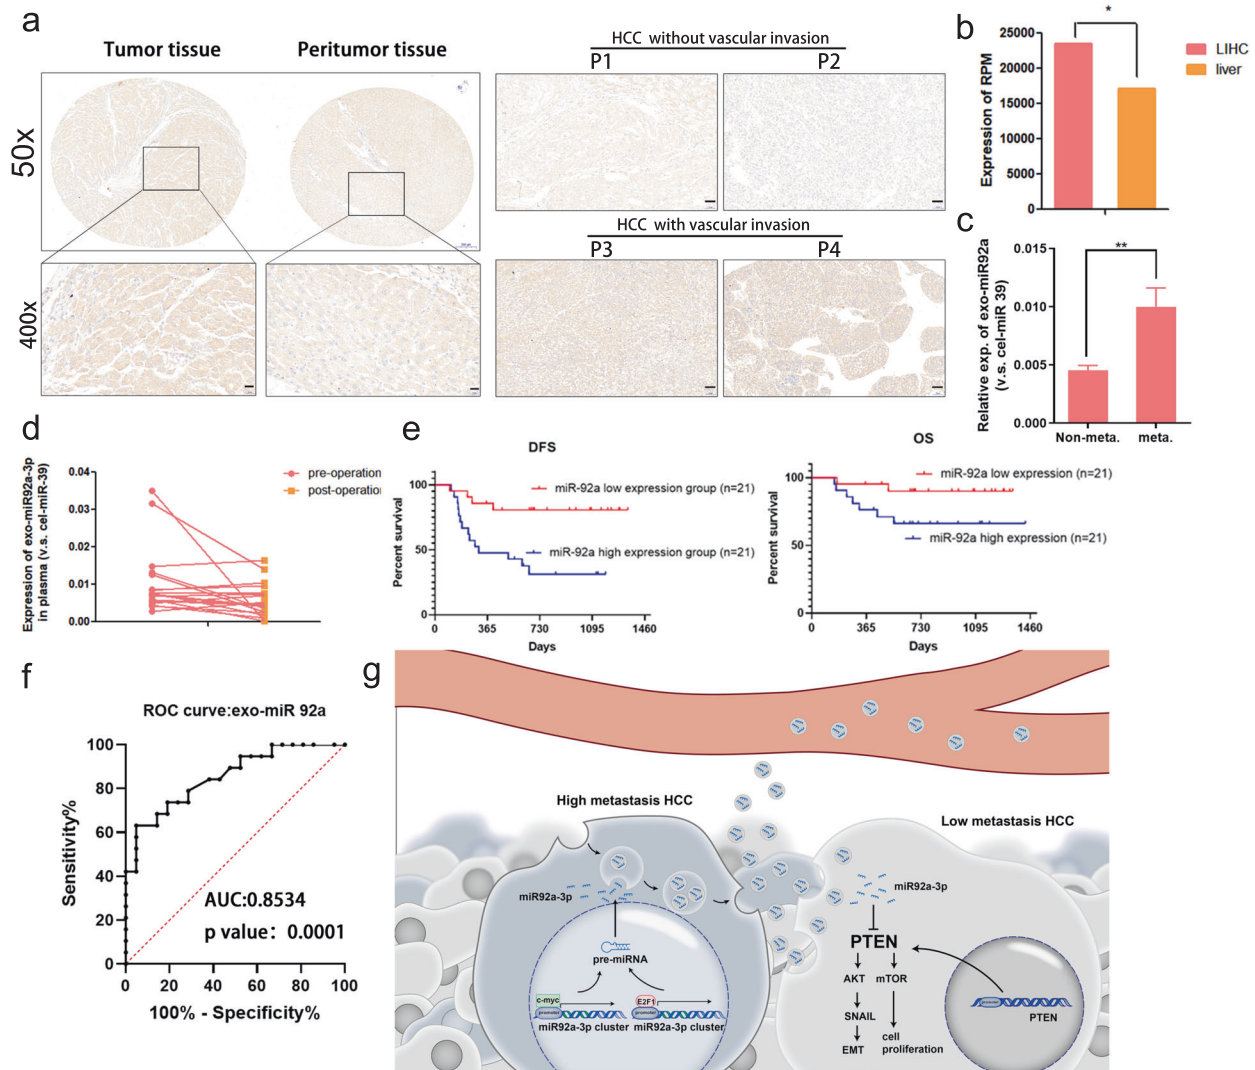 a
Tumor tissue
Peritumor tissue
50x
400x
HCC without vascular invasion
P1
P2
HCC with vascular invasion
P3
P4
b
Expression of RPM
25000
20000
15000
10000
5000
0
*
LIHC
liver
c
Relative exp. of exo-miR92a
(v.s. cel-miR 39)
0.015
0.010
0.005
0.000
**
Non-meta.
meta.
d
Expression of exo-miR92a-3p
in plasma (v.s. cel-miR-39)
0.04
0.03
0.02
0.01
0.00
pre-operation
post-operation
e
DFS
Percent survival
100
50
0
miR-92a low expression group (n=21)
miR-92a high expression group (n=21)
0 365 730 1095 1460
Days
OS
Percent survival
100
50
0
miR-92a low expression (n=21)
miR-92a high expression (n=21)
0 365 730 1095 1460
Days
f
ROC curve:exo-miR 92a
Sensitivity%
100
80
60
40
20
0
AUC:0.8534
p value: 0.0001
0 20 40 60 80 100
100% - Specificity%
g
High metastasis HCC
Low metastasis HCC
miR92a-3p
pre-miRNA
c-myc
promoter
miR92a-3p cluster
E2F1
promoter
miR92a-3p cluster
miR92a-3p
PTEN
AKT
mTOR
SNAIL
EMT
cell
proliferation
promoter
PTEN